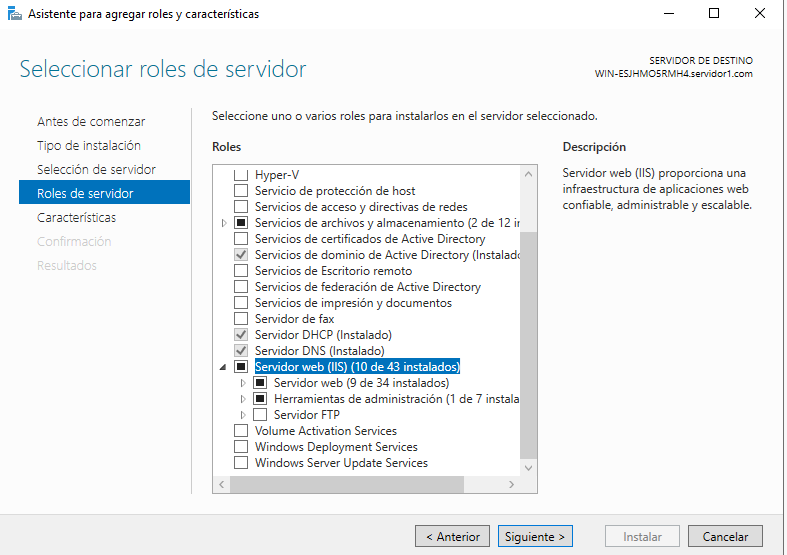 Asistente para agregar roles y características
Seleccionar roles de servidor
SERVIDOR DE DESTINO
WIN-ESJHMO5RMH4.servidor1.com
Antes de comenzar
Tipo de instalación
Selección de servidor
Roles de servidor
Características
Confirmación
Resultados
Seleccione uno o varios roles para instalarlos en el servidor seleccionado.
Roles
Hyper-V
Servicio de protección de host
Servicios de acceso y directivas de redes
Servicios de archivos y almacenamiento (2 de 12 in
Servicios de certificados de Active Directory
Servicios de dominio de Active Directory (Instalado
Servicios de Escritorio remoto
Servicios de federación de Active Directory
Servicios de impresión y documentos
Servidor de fax
Servidor DHCP (Instalado)
Servidor DNS (Instalado)
Servidor web (IIS) (10 de 43 instalados)
Servidor web (9 de 34 instalados)
Herramientas de administración (1 de 7 instala
Servidor FTP
Volume Activation Services
Windows Deployment Services
Windows Server Update Services
Descripción
Servidor web (IIS) proporciona una
infraestructura de aplicaciones web
confiable, administrable y escalable.
< Anterior
Siguiente >
Instalar
Cancelar